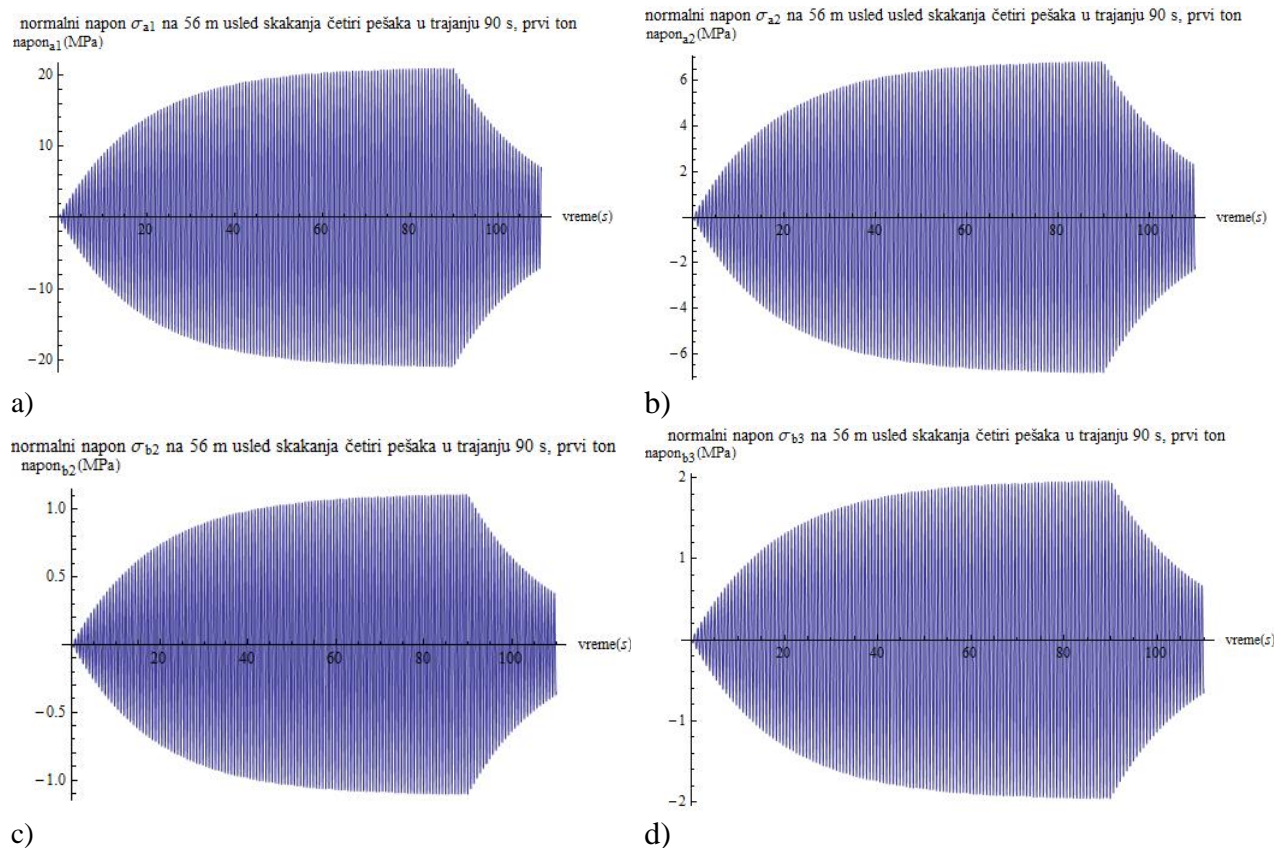 normalni napon σa1 na 56 m usled skakanja četiri pešaka u trajanju 90 s, prvi ton
napona1(MPa)
20
10
−10
−20
20
40
60
80
100
vreme(s)
a)
normalni napon σa2 na 56 m usled usled skakanja četiri pešaka u trajanju 90 s, prvi ton
napona2(MPa)
6
4
2
−2
−4
−6
20
40
60
80
100
vreme(s)
b)
normalni napon σb2 na 56 m usled skakanja četiri pešaka u trajanju 90 s, prvi ton
naponb2(MPa)
1.0
0.5
−0.5
−1.0
20
40
60
80
100
vreme(s)
c)
normalni napon σb3 na 56 m usled skakanja četiri pešaka u trajanju 90 s, prvi ton
naponb3(MPa)
2
1
−1
−2
20
40
60
80
100
vreme(s)
d)